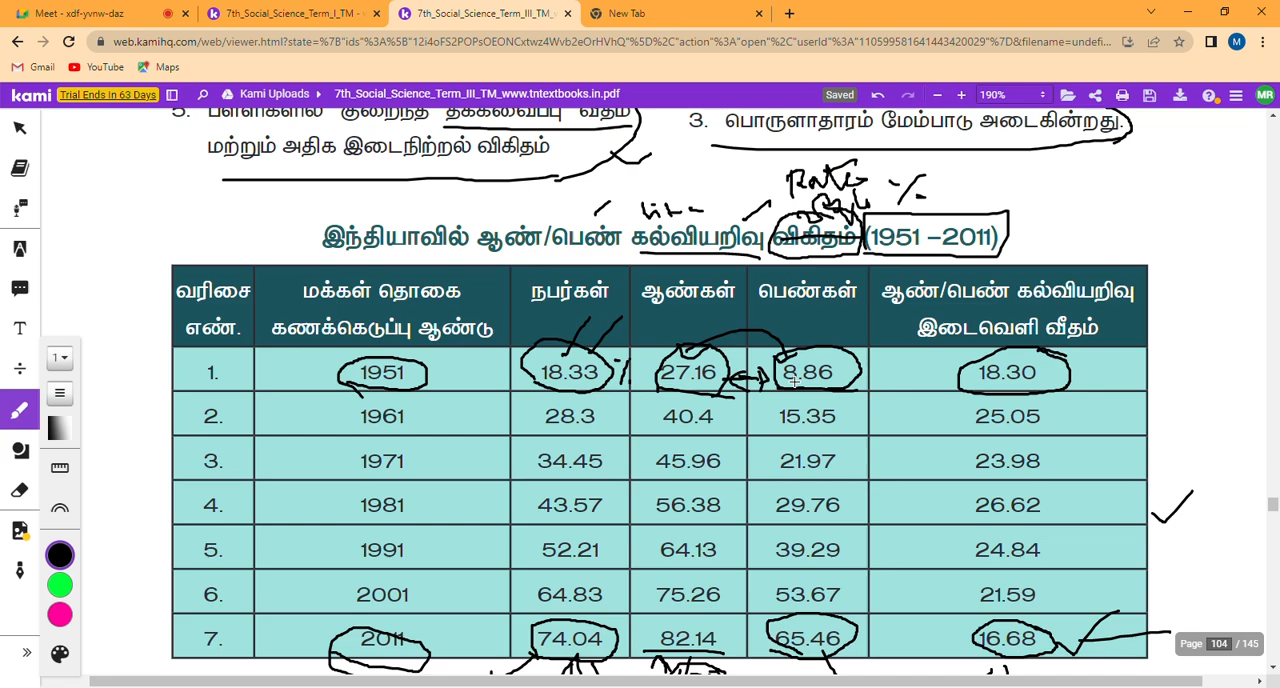 Meet - xdf-yvnw-daz
7th_Social_Science_Term_I_TM -
7th_Social_Science_Term_III_TM_
New Tab
web.kamihq.com/web/viewer.html?state=%7B"ids"%3A%5B"12i4oFS2POPsOEONCxtwz4Wvb2eOrHVhQ"%5D%2C"action"%3A"open"%2C"userId"%3A"110599581641443420029"%7D&filename=undefi...
M
Gmail
YouTube
Maps
kami
Trial Ends In 63 Days
Kami Uploads
7th_Social_Science_Term_III_TM_www.tntextbooks.in.pdf
Saved
190%
MR
5. பள்ளிகளில் குறைந்த தக்கவைப்பு வீதம்
மற்றும் அதிக இடைநிற்றல் விகிதம்
3. பொருளாதாரம் மேம்பாடு அடைகின்றது.
%
இந்தியாவில் ஆண்/பெண் கல்வியறிவு விகிதம் (1951 –2011)
வரிசை எண். மக்கள் தொகை கணக்கெடுப்பு ஆண்டு நபர்கள் ஆண்கள் பெண்கள் ஆண்/பெண் கல்வியறிவு இடைவெளி வீதம்
1. 1951 18.33 % 27.16 8.86 18.30
2. 1961 28.3 40.4 15.35 25.05
3. 1971 34.45 45.96 21.97 23.98
4. 1981 43.57 56.38 29.76 26.62
5. 1991 52.21 64.13 39.29 24.84
6. 2001 64.83 75.26 53.67 21.59
7. 2011 74.04 82.14 65.46 16.68
T
1
Page 104 / 145